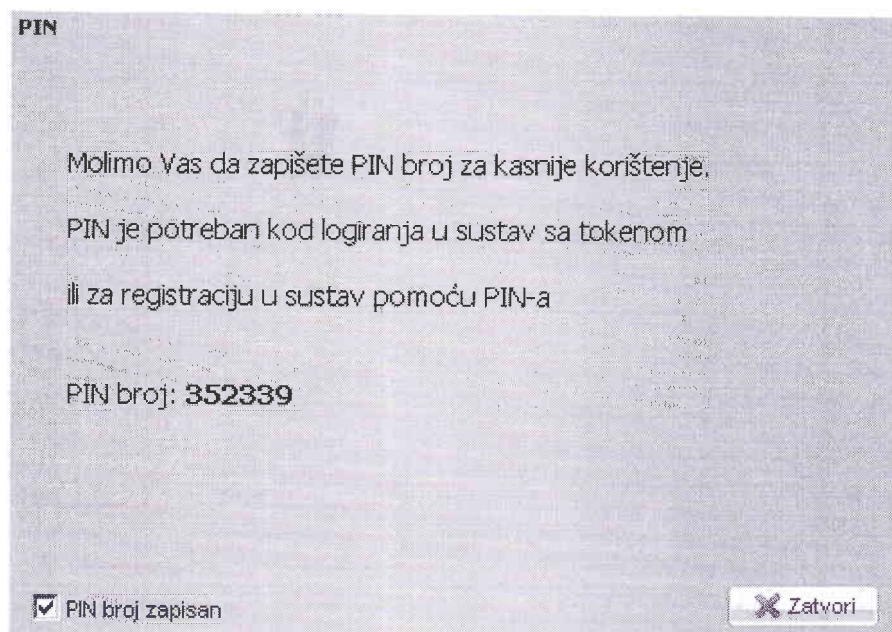 PIN
Molimo Vas da zapišete PIN broj za kasnije korištenje.
PIN je potreban kod logiranja u sustav sa tokenom
ili za registraciju u sustav pomoću PIN-a
PIN broj: 352339
PIN broj zapisan
Zatvori